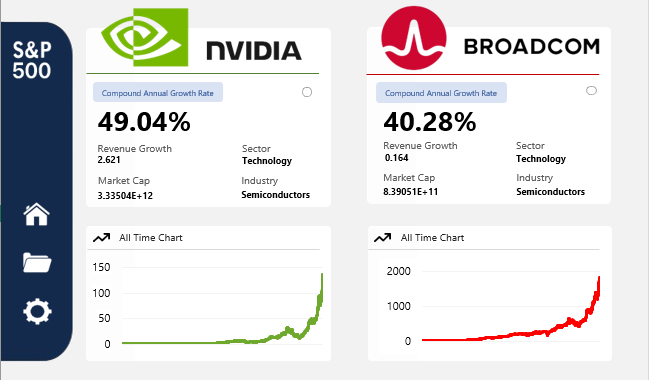 S&P
500
NVIDIA
Compound Annual Growth Rate
49.04%
Revenue Growth
2.621
Sector
Technology
Market Cap
3.33504E+12
Industry
Semiconductors
BROADCOM
Compound Annual Growth Rate
40.28%
Revenue Growth
0.164
Sector
Technology
Market Cap
8.39051E+11
Industry
Semiconductors
All Time Chart
150
100
50
0
All Time Chart
2000
1000
0